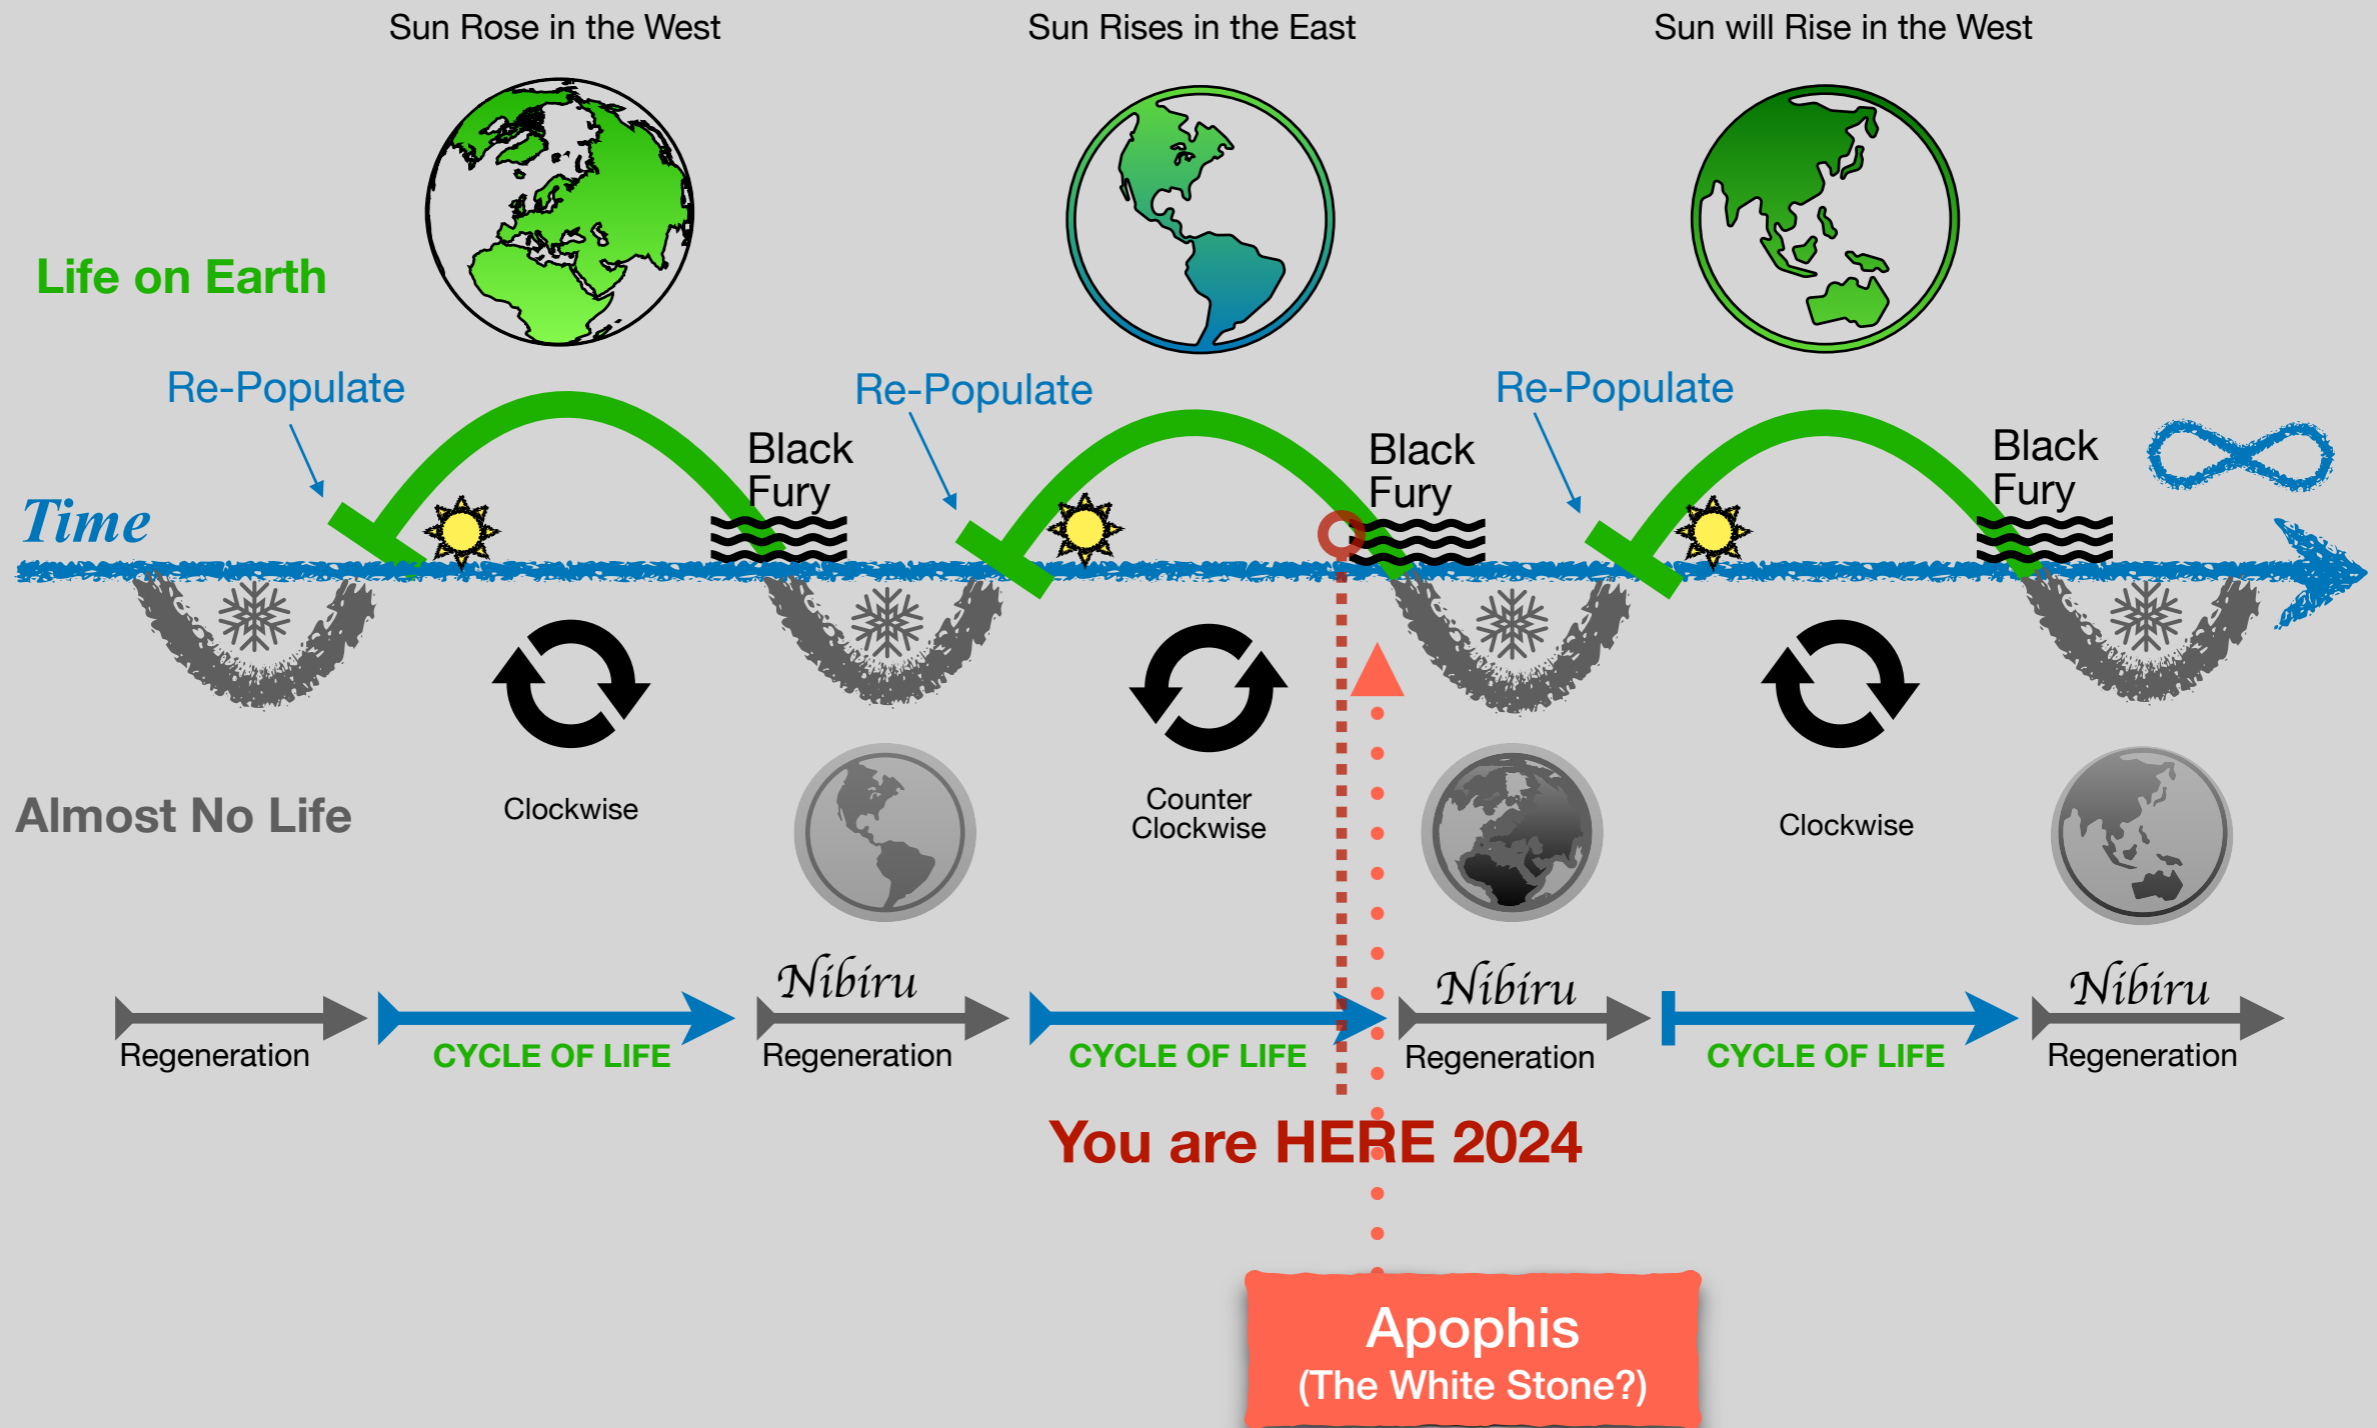 Sun Rose in the West
Sun Rises in the East
Sun will Rise in the West
Life on Earth
Re-Populate
Re-Populate
Re-Populate
Black
Fury
Black
Fury
Black
Fury
Time
Almost No Life
Clockwise
Counter
Clockwise
Clockwise
Nibiru
Nibiru
Nibiru
Regeneration
CYCLE OF LIFE
Regeneration
CYCLE OF LIFE
Regeneration
CYCLE OF LIFE
Regeneration
You are HERE 2024
Apophis
(The White Stone?)